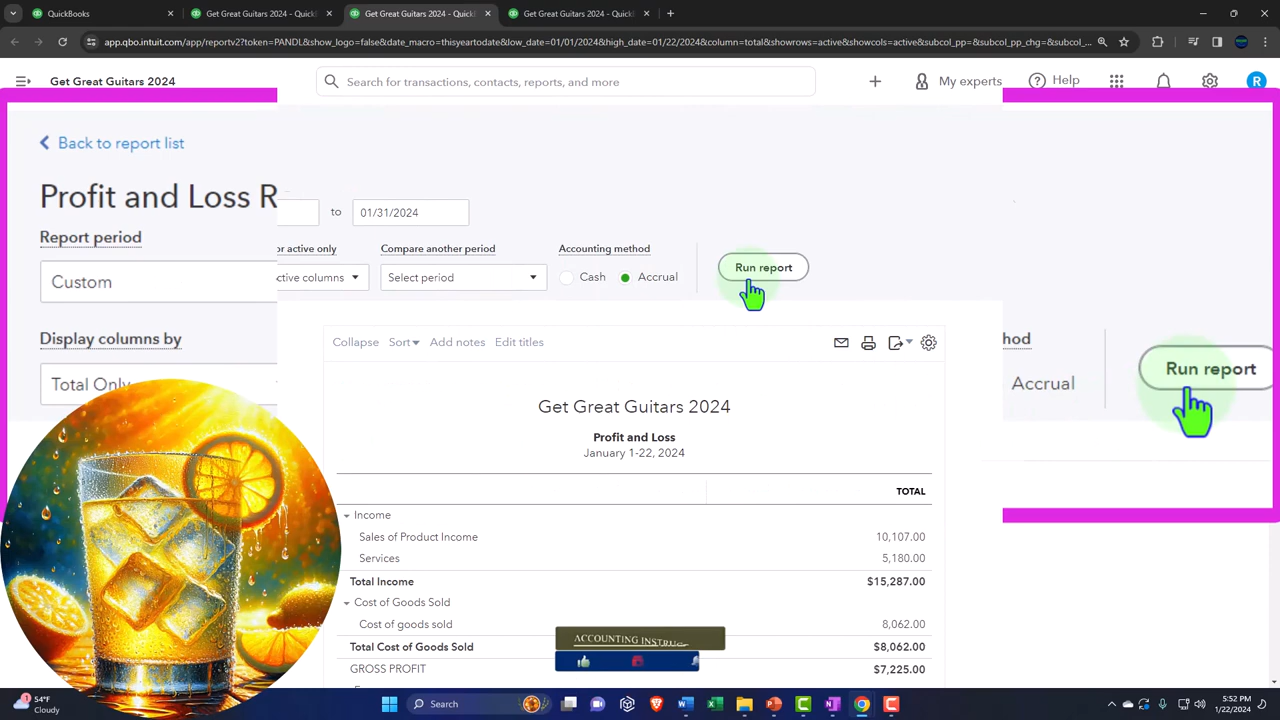 QuickBooks
Get Great Guitars 2024 - Quick
Get Great Guitars 2024 - QuickB
Get Great Guitars 2024 - Quick
app.qbo.intuit.com/app/reportv2?token=PANDL&show_logo=false&date_macro=thisyeartodate&low_date=01/01/2024&high_date=01/22/2024&column=total&showrows=active&showcols=active&subcol_pp=&subcol_pp_chg=&subcol_...
Get Great Guitars 2024
Search for transactions, contacts, reports, and more
My experts
Help
R
Back to report list
Profit and Loss R
to
01/31/2024
Report period
or active only
Compare another period
Accounting method
Custom
ctive columns
Select period
Cash
Accrual
Run report
Display columns by
hod
Total Only
Accrual
Run report
Collapse
Sort
Add notes
Edit titles
Get Great Guitars 2024
Profit and Loss
January 1-22, 2024
TOTAL
Income
Sales of Product Income 10,107.00
Services 5,180.00
Total Income $15,287.00
Cost of Goods Sold
Cost of goods sold 8,062.00
ACCOUNTING INSTRUC
Total Cost of Goods Sold $8,062.00
GROSS PROFIT $7,225.00
54°F
Cloudy
Search
5:52 PM
1/22/2024